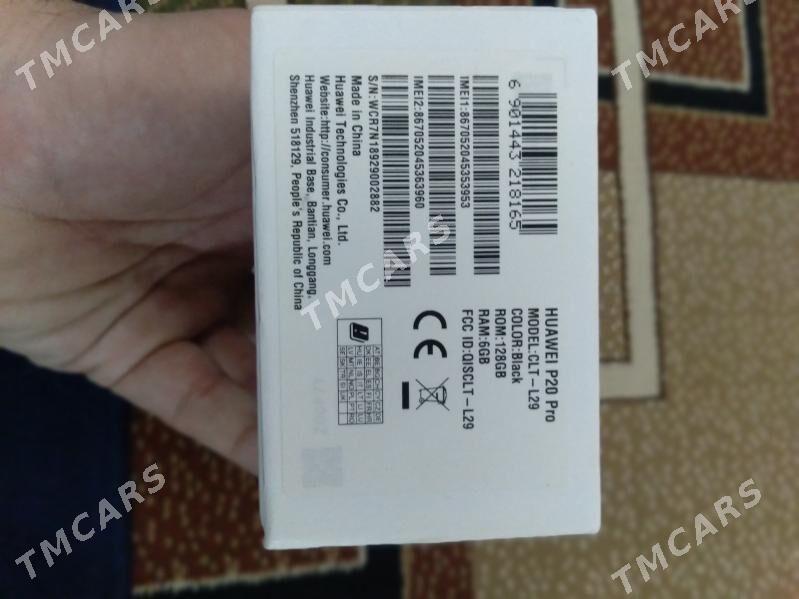 HUAWEI P20 Pro
MODEL:CLT-L29
COLOR:Black
ROM:128GB
RAM:6GB
FCC ID:QISCLT-L29
6 901443 218165
IMEI1:867052045353953
IMEI2:867052045363960
S/N:WCR7N18929002882
Made in China
Huawei Technologies Co., Ltd.
Website:http://consumer.huawei.com
Huawei Industrial Base, Bantian, Longgang,
Shenzhen 518129, People's Republic of China
CE
TMCARS
TMCARS
TMCARS
TMCARS
TMCARS